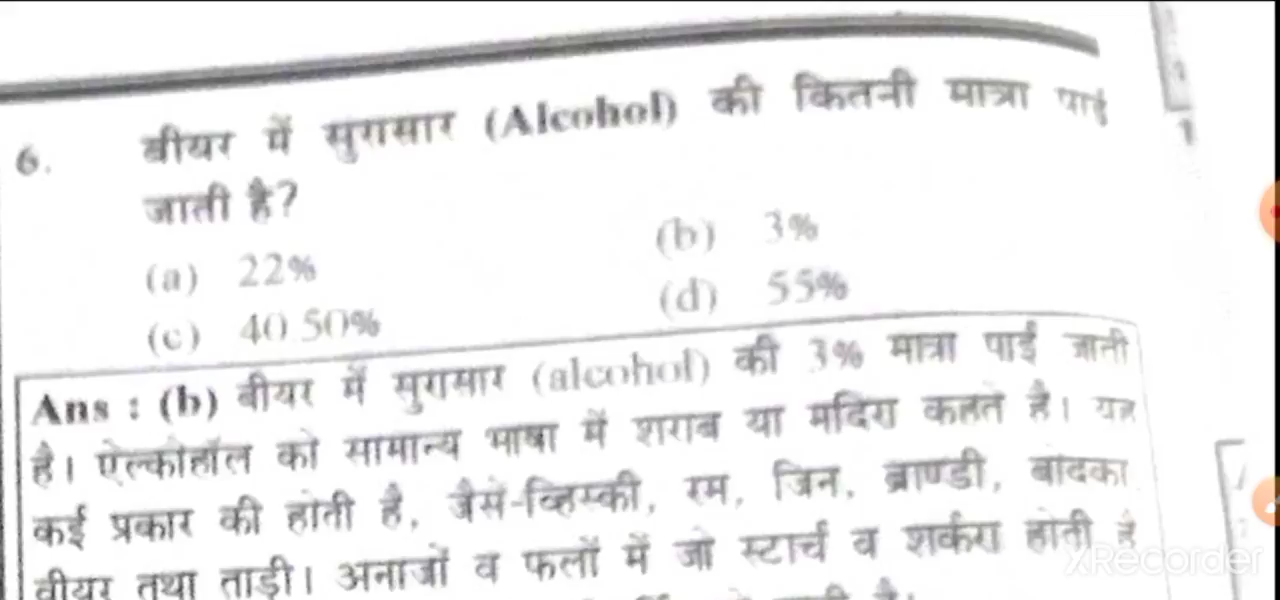 6. बीयर में सुरासार (Alcohol) की कितनी मात्रा पाई
जाती है?
(a) 22% (b) 3%
(c) 40.50% (d) 55%
Ans : (b) बीयर में सुरासार (alcohol) की 3% मात्रा पाई जाती
है। ऐल्कोहॉल को सामान्य भाषा में शराब या मदिरा कहते है। यह
कई प्रकार की होती है, जैसे-व्हिस्की, रम, जिन, ब्राण्डी, बोदका
बीयर तथा ताड़ी। अनाजों व फलों में जो स्टार्च व शर्करा होती है
XRecorder